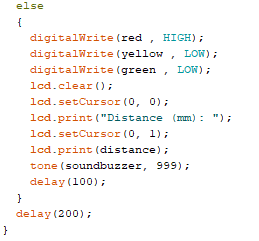 else
{
digitalWrite(red , HIGH);
digitalWrite(yellow , LOW);
digitalWrite(green , LOW);
lcd.clear();
lcd.setCursor(0, 0);
lcd.print("Distance (mm): ");
lcd.setCursor(0, 1);
lcd.print(distance);
tone(soundbuzzer, 999);
delay(100);
}
delay(200);
}